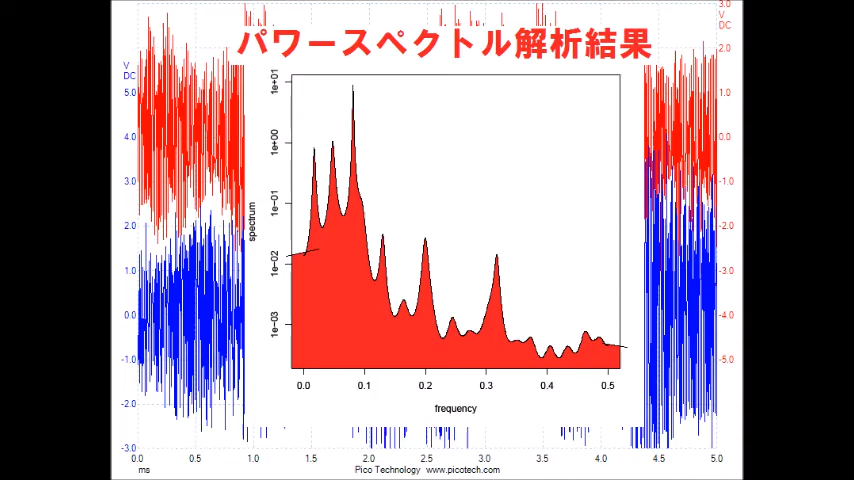 パワースペクトル解析結果
V
DC
5.0
4.0
3.0
2.0
1.0
0.0
-1.0
-2.0
-3.0
3.0
V
DC
2.0
1.0
0.0
-1.0
-2.0
-3.0
-4.0
-5.0
1e+01
1e+00
1e-01
1e-02
1e-03
spectrum
0.0 0.1 0.2 0.3 0.4 0.5
frequency
0.0 0.5 1.0 1.5 2.0 2.5 3.0 3.5 4.0 4.5 5.0
ms
Pico Technology www.picotech.com